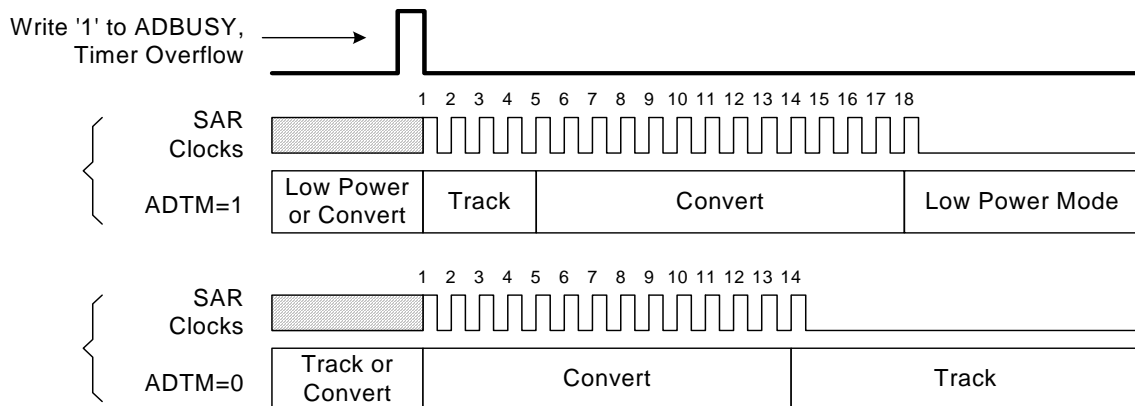 Write '1' to ADBUSY,
Timer Overflow
1 2 3 4 5 6 7 8 9 10 11 12 13 14 15 16 17 18
SAR
Clocks
ADTM=1
Low Power
or Convert
Track
Convert
Low Power Mode
1 2 3 4 5 6 7 8 9 10 11 12 13 14
SAR
Clocks
ADTM=0
Track or
Convert
Convert
Track